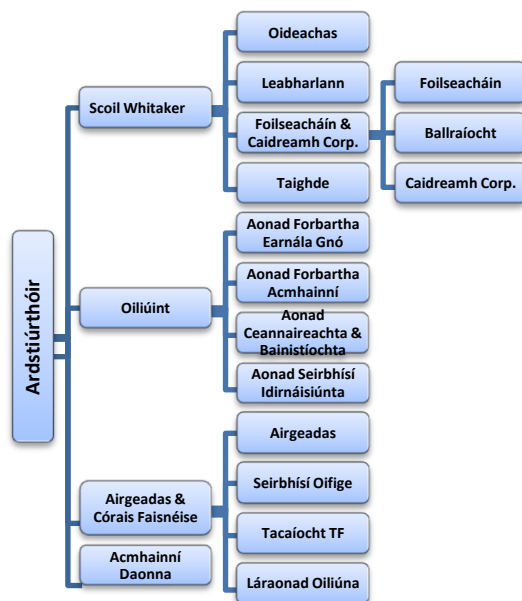 Ardstiúrthóir
Scoil Whitaker
Oideachas
Leabharlann
Foilseacháin &
Caidreamh Corp.
Foilseacháin
Ballraíocht
Caidreamh Corp.
Taighde
Oiliúint
Aonad Forbartha
Earnála Gnó
Aonad Forbartha
Acmhainní
Aonad
Ceannaireachta &
Bainistíochta
Aonad Seirbhísí
Idirnáisiúnta
Airgeadas &
Córais Faisnéise
Airgeadas
Seirbhísí Oifige
Tacaíocht TF
Láraonad Oiliúna
Acmhainní
Daonna